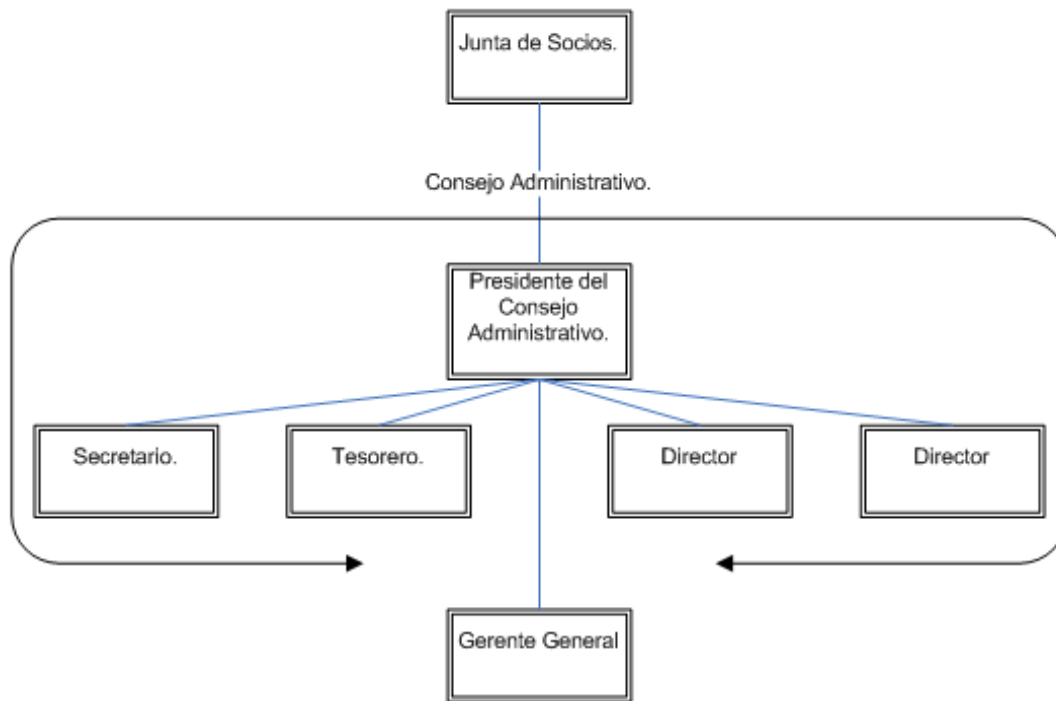 Junta de Socios.
Consejo Administrativo.
Presidente del
Consejo
Administrativo.
Secretario.
Tesorero.
Director
Director
Gerente General